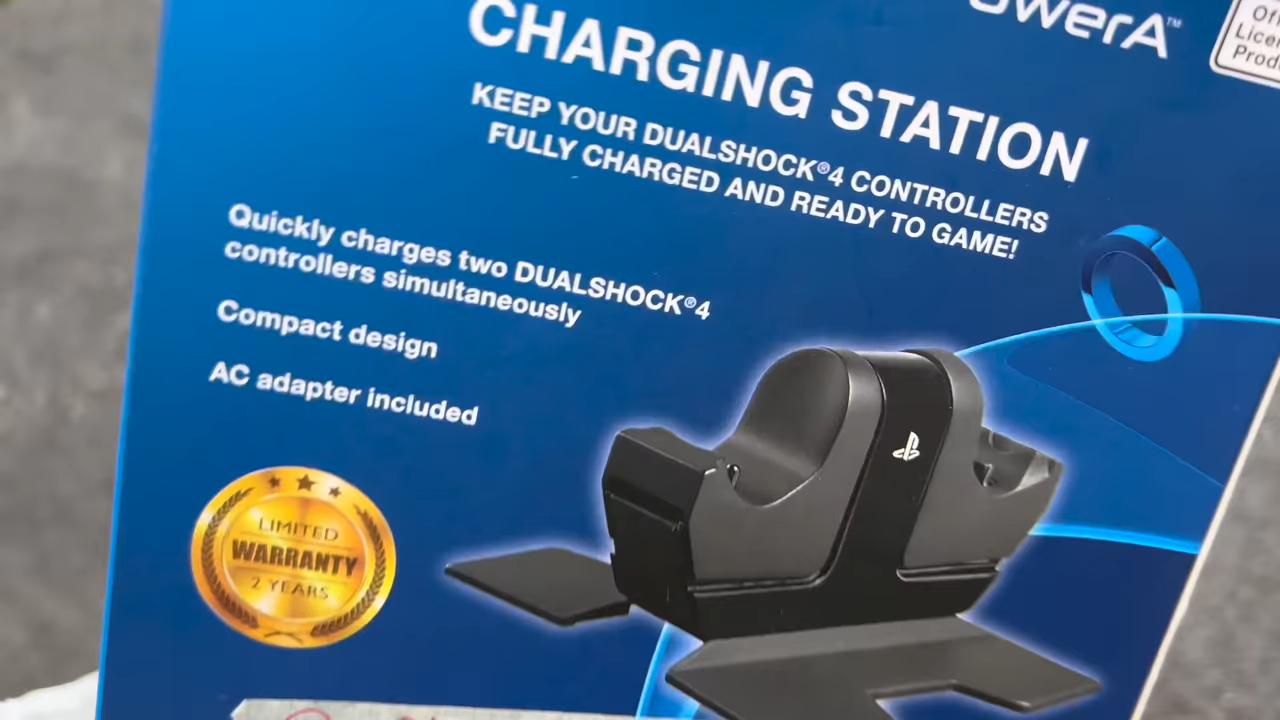 CHARGING STATION
KEEP YOUR DUALSHOCK®4 CONTROLLERS
FULLY CHARGED AND READY TO GAME!
Quickly charges two DUALSHOCK®4
controllers simultaneously
Compact design
AC adapter included
LIMITED
WARRANTY
2 YEARS